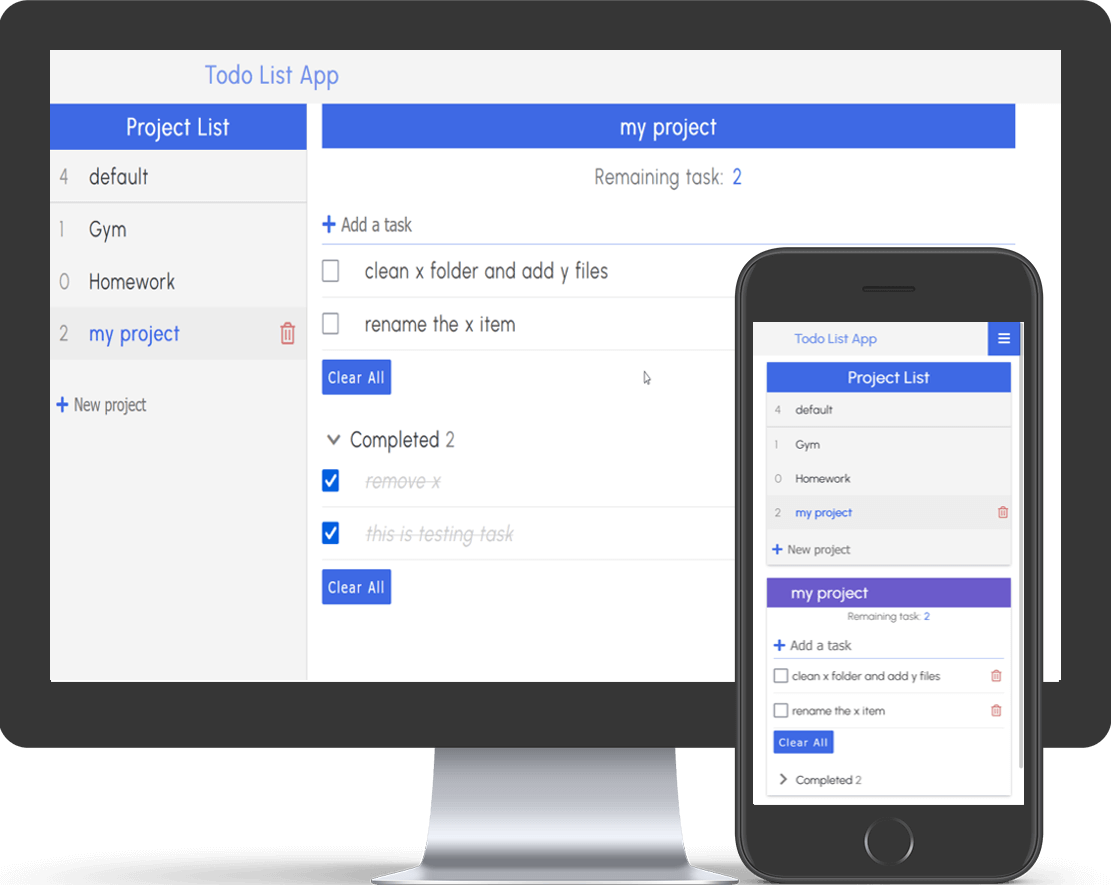 Todo List App
Project List
4 default
1 Gym
0 Homework
2 my project
+ New project
my project
Remaining task: 2
+ Add a task
clean x folder and add y files
rename the x item
Clear All
Completed 2
remove x
this is testing task
Clear All
Todo List App
Project List
4 default
1 Gym
0 Homework
2 my project
+ New project
my project
Remaining task: 2
+ Add a task
clean x folder and add y files
rename the x item
Clear All
Completed 2